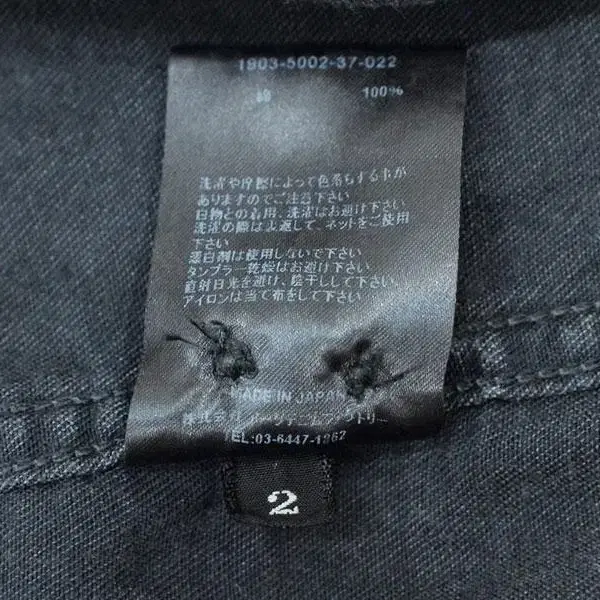 1903-5002-37-022
綿 100%
洗濯や摩擦によって色落ちする事が
ありますのでご注意下さい
白物との着用、洗濯はお避け下さい
洗濯の際は裏返して、ネットをご使用
下さい
漂白剤は使用しないで下さい
タンブラー乾燥はお避け下さい
直射日光を避け、陰干しして下さい
アイロンは当て布をして下さい
MADE IN JAPAN
株式
TEL:03-6447-1862
2